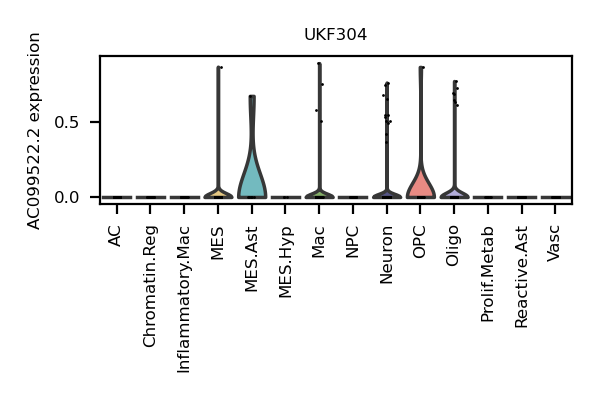 UKF304
AC099522.2 expression
0.5
0.0
AC
Chromatin.Reg
Inflammatory.Mac
MES
MES.Ast
MES.Hyp
Mac
NPC
Neuron
OPC
Oligo
Prolif.Metab
Reactive.Ast
Vasc